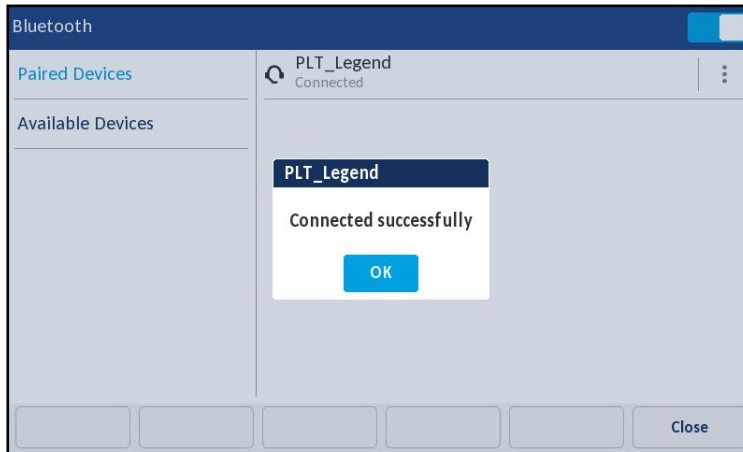 Bluetooth
Paired Devices
Available Devices
PLT_Legend
Connected
PLT_Legend
Connected successfully
OK
Close